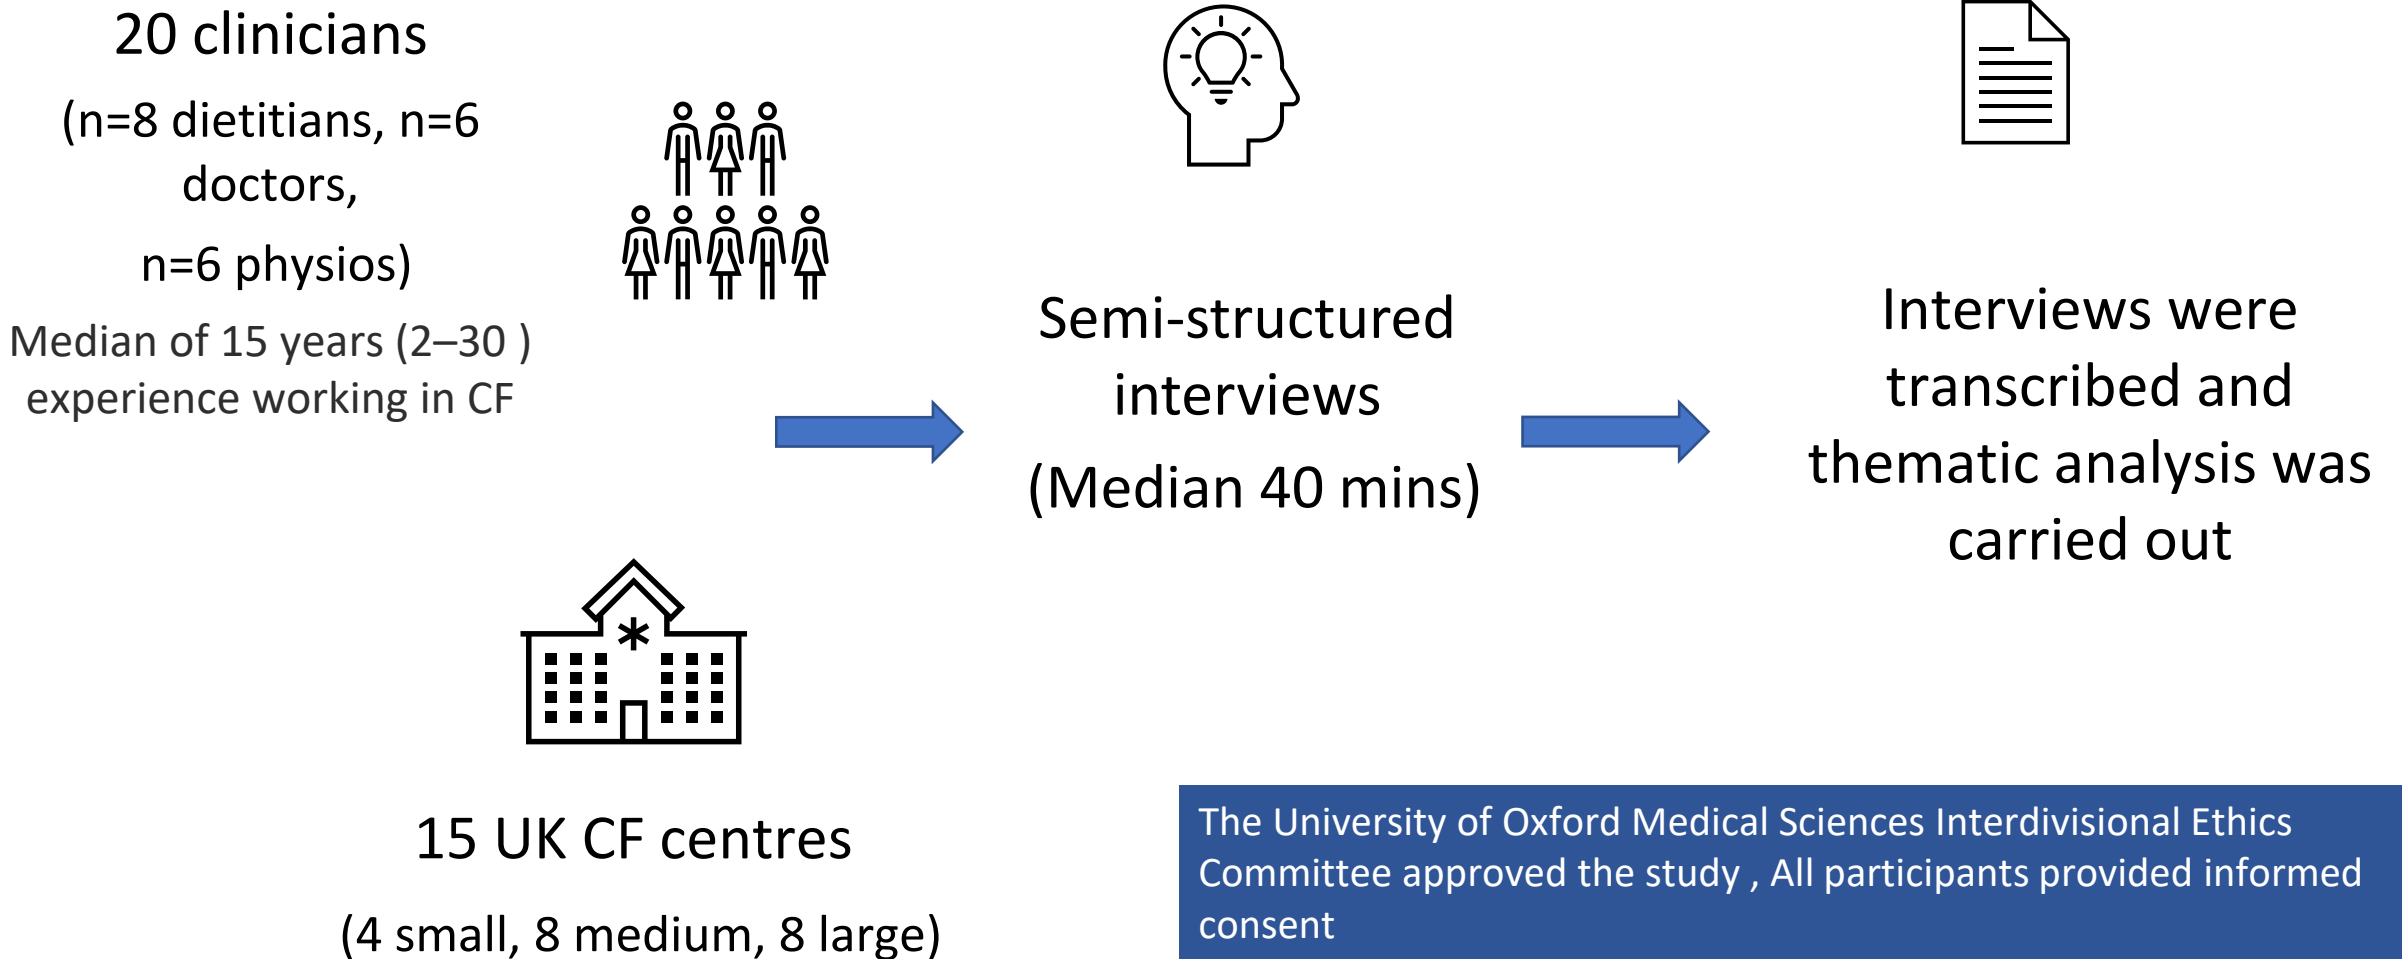 20 clinicians
(n=8 dietitians, n=6
doctors,
n=6 physios)
Median of 15 years (2–30 )
experience working in CF
15 UK CF centres
(4 small, 8 medium, 8 large)
Semi-structured
interviews
(Median 40 mins)
Interviews were
transcribed and
thematic analysis was
carried out
The University of Oxford Medical Sciences Interdivisional Ethics
Committee approved the study , All participants provided informed
consent